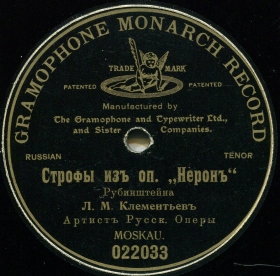 GRAMOPHONE MONARCH RECORD
TRADE MARK
PATENTED PATENTED
Manufactured by
The Gramophone and Typewriter Ltd.,
and Sister Companies.
RUSSIAN TENOR
Строфы изъ оп. „Неронъ“
Рубинштейна
Л. М. Клементьевъ
Артистъ Русск. Оперы
MOSKAU.
022033